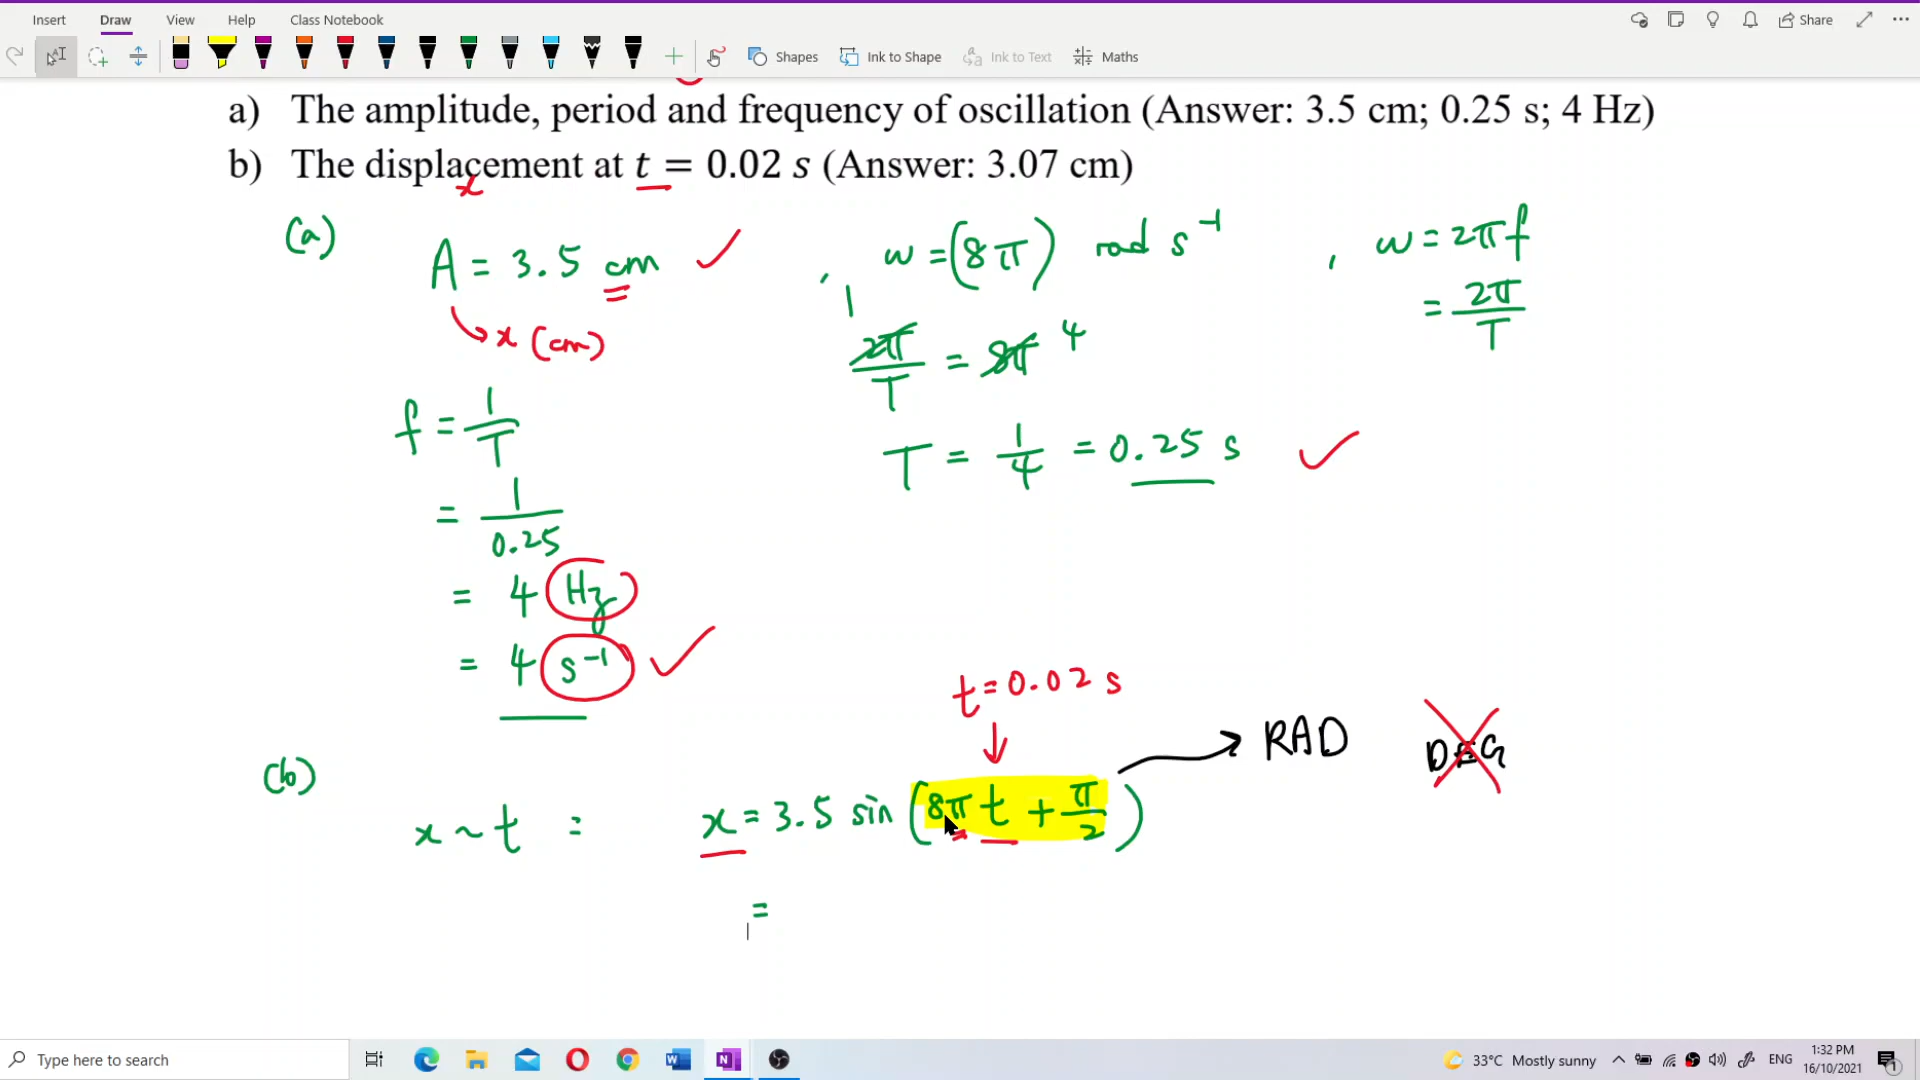 Insert Draw View Help Class Notebook Share
Shapes Ink to Shape Ink to Text Maths
a) The amplitude, period and frequency of oscillation (Answer: 3.5 cm; 0.25 s; 4 Hz)
b) The displacement at t = 0.02 s (Answer: 3.07 cm)
x
(a)
A = 3.5 cm
x (cm)
, ω = (8π) rad s⁻¹
, ω = 2πf
= 2π/T
1
2π/T = 8π 4
T = 1/4 = 0.25 s
f = 1/T
= 1/0.25
= 4 Hz
= 4 s⁻¹
t = 0.02 s
RAD
DEG
(b)
x ~ t : x = 3.5 sin (8πt + π/2)
=
Type here to search
33°C Mostly sunny ENG 1:32 PM
16/10/2021
1